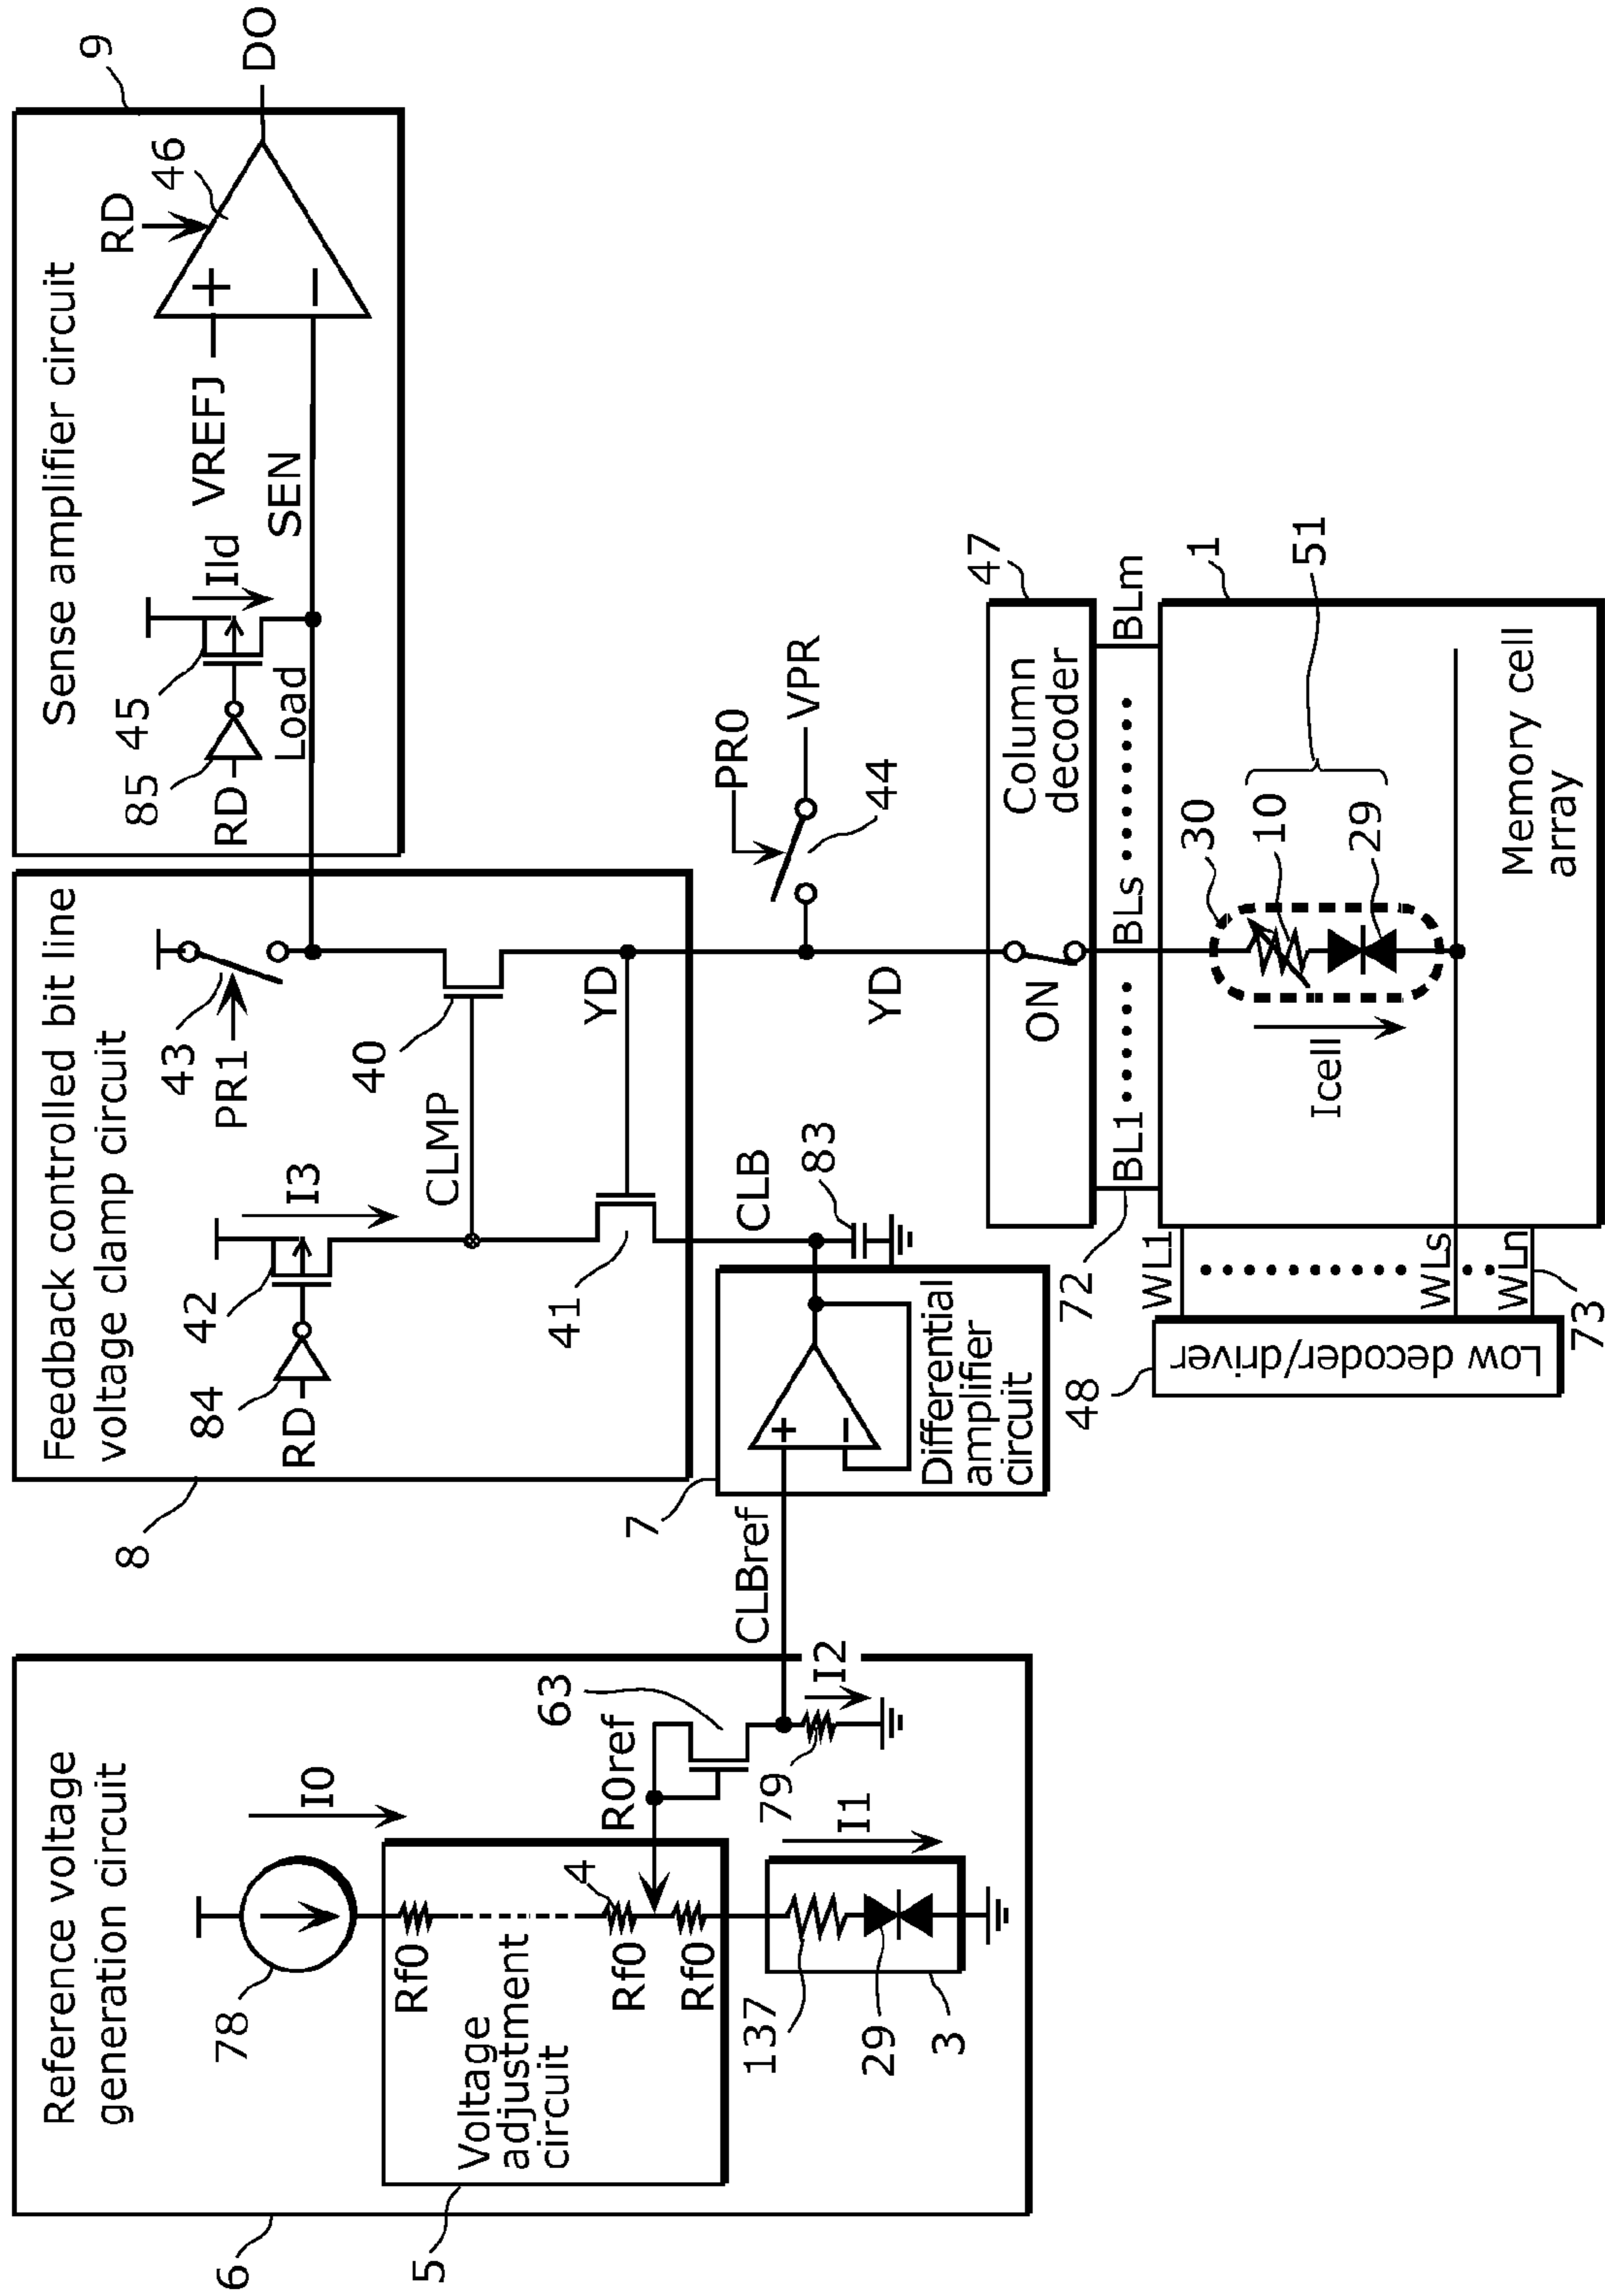 Reference voltage
generation circuit
6
78
I0
Rf0
Voltage
adjustment
circuit
5
4
Rf0
Rf0
R0ref
63
79
I2
I1
137
29
3
CLBref
Feedback controlled bit line
voltage clamp circuit
8
84
RD
42
I3
43
PR1
40
CLMP
41
YD
7
Differential
amplifier
circuit
CLB
83
Sense amplifier circuit
9
85
RD
45
Load
Ild
VREFJ
SEN
RD
46
DO
PR0
VPR
44
YD
Column
decoder
47
ON
72
BL1
BLs
BLm
48
Low decoder/driver
WL1
WLs
WLn
73
1
30
10
29
51
Icell
Memory cell
array